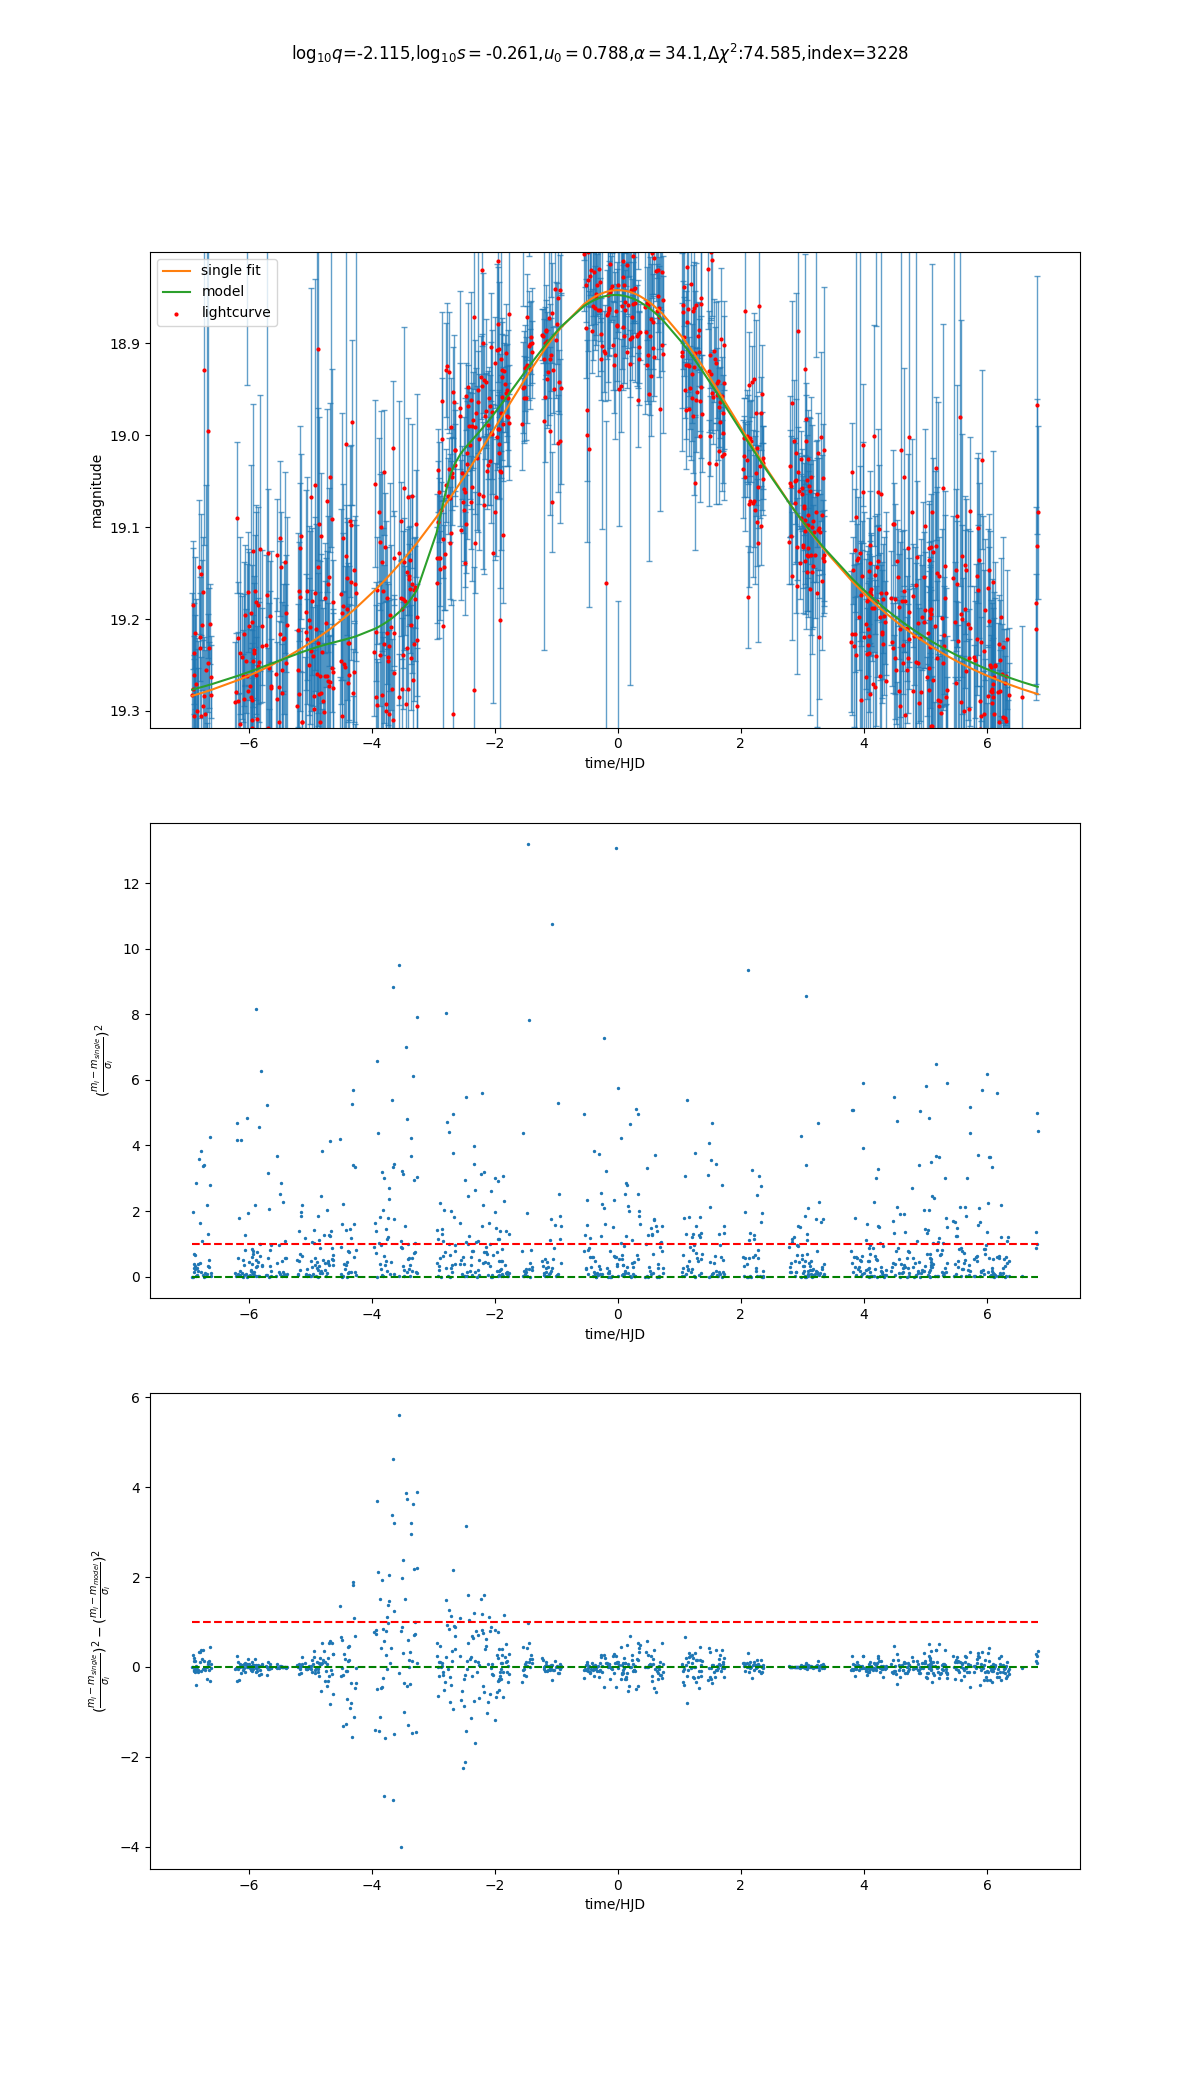 log₁₀q=-2.115,log₁₀s = -0.261,u₀ = 0.788,α = 34.1,Δχ²:74.585,index=3228
single fit
model
lightcurve
magnitude
18.9
19.0
19.1
19.2
19.3
−6 −4 −2 0 2 4 6
time/HJD
(mᵢ − m_single / σᵢ)²
12
10
8
6
4
2
0
−6 −4 −2 0 2 4 6
time/HJD
(mᵢ − m_single / σᵢ)² − (mᵢ − m_model / σᵢ)²
6
4
2
0
−2
−4
−6 −4 −2 0 2 4 6
time/HJD